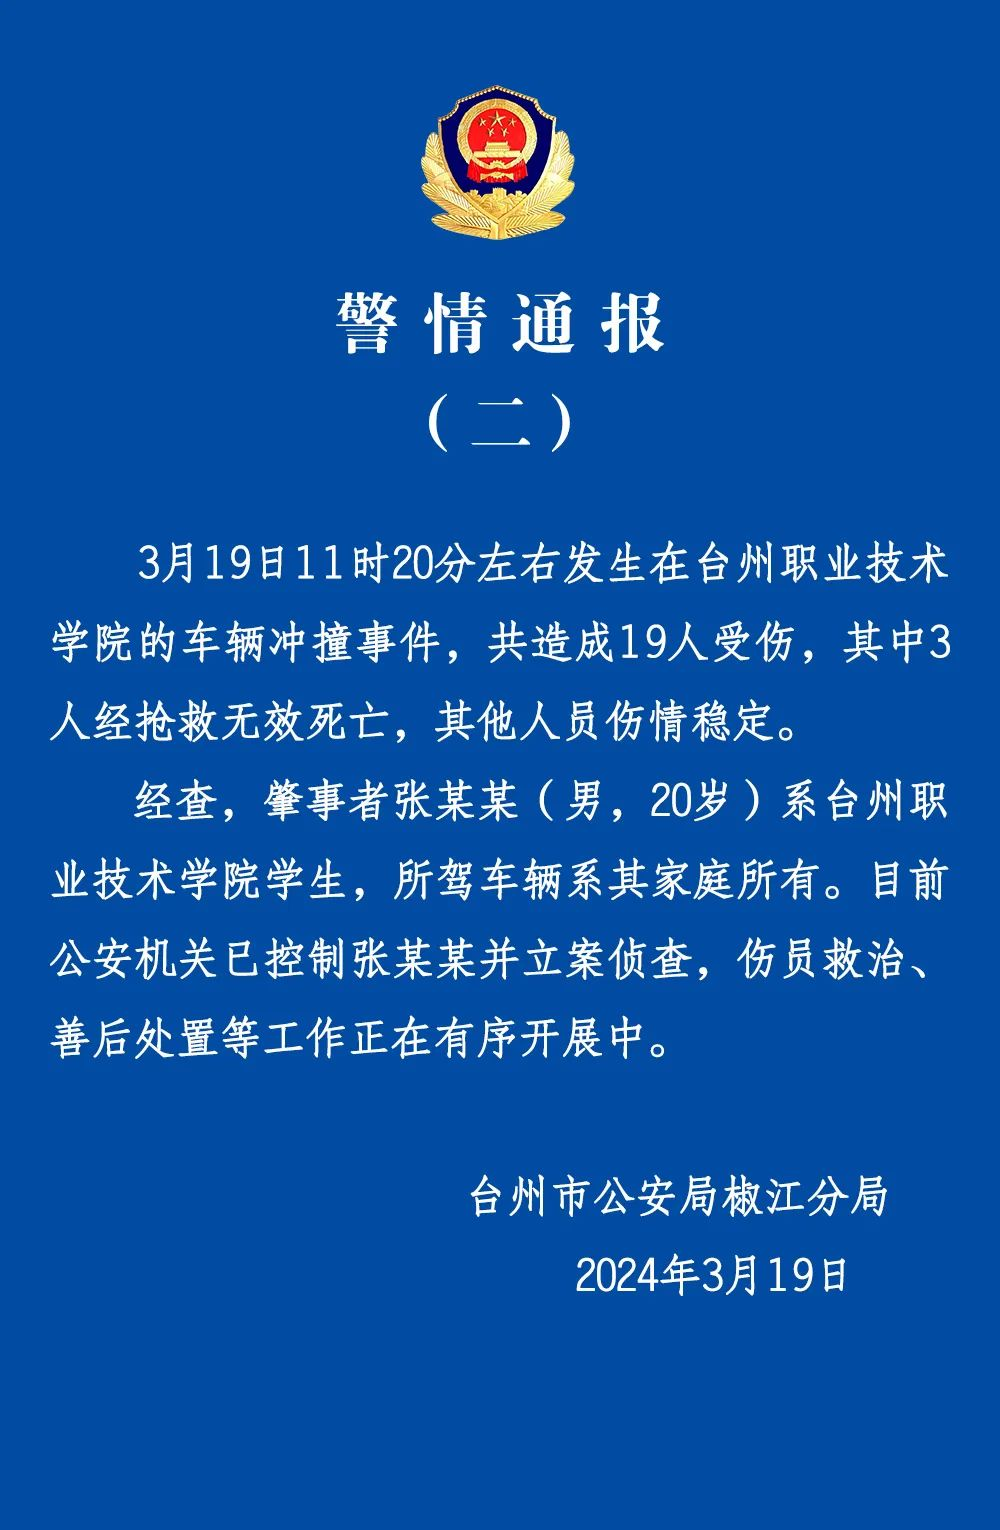 警情通报
（二）
3月19日11时20分左右发生在台州职业技术
学院的车辆冲撞事件，共造成19人受伤，其中3
人经抢救无效死亡，其他人员伤情稳定。
经查，肇事者张某某（男，20岁）系台州职
业技术学院学生，所驾车辆系其家庭所有。目前
公安机关已控制张某某并立案侦查，伤员救治、
善后处置等工作正在有序开展中。
台州市公安局椒江分局
2024年3月19日